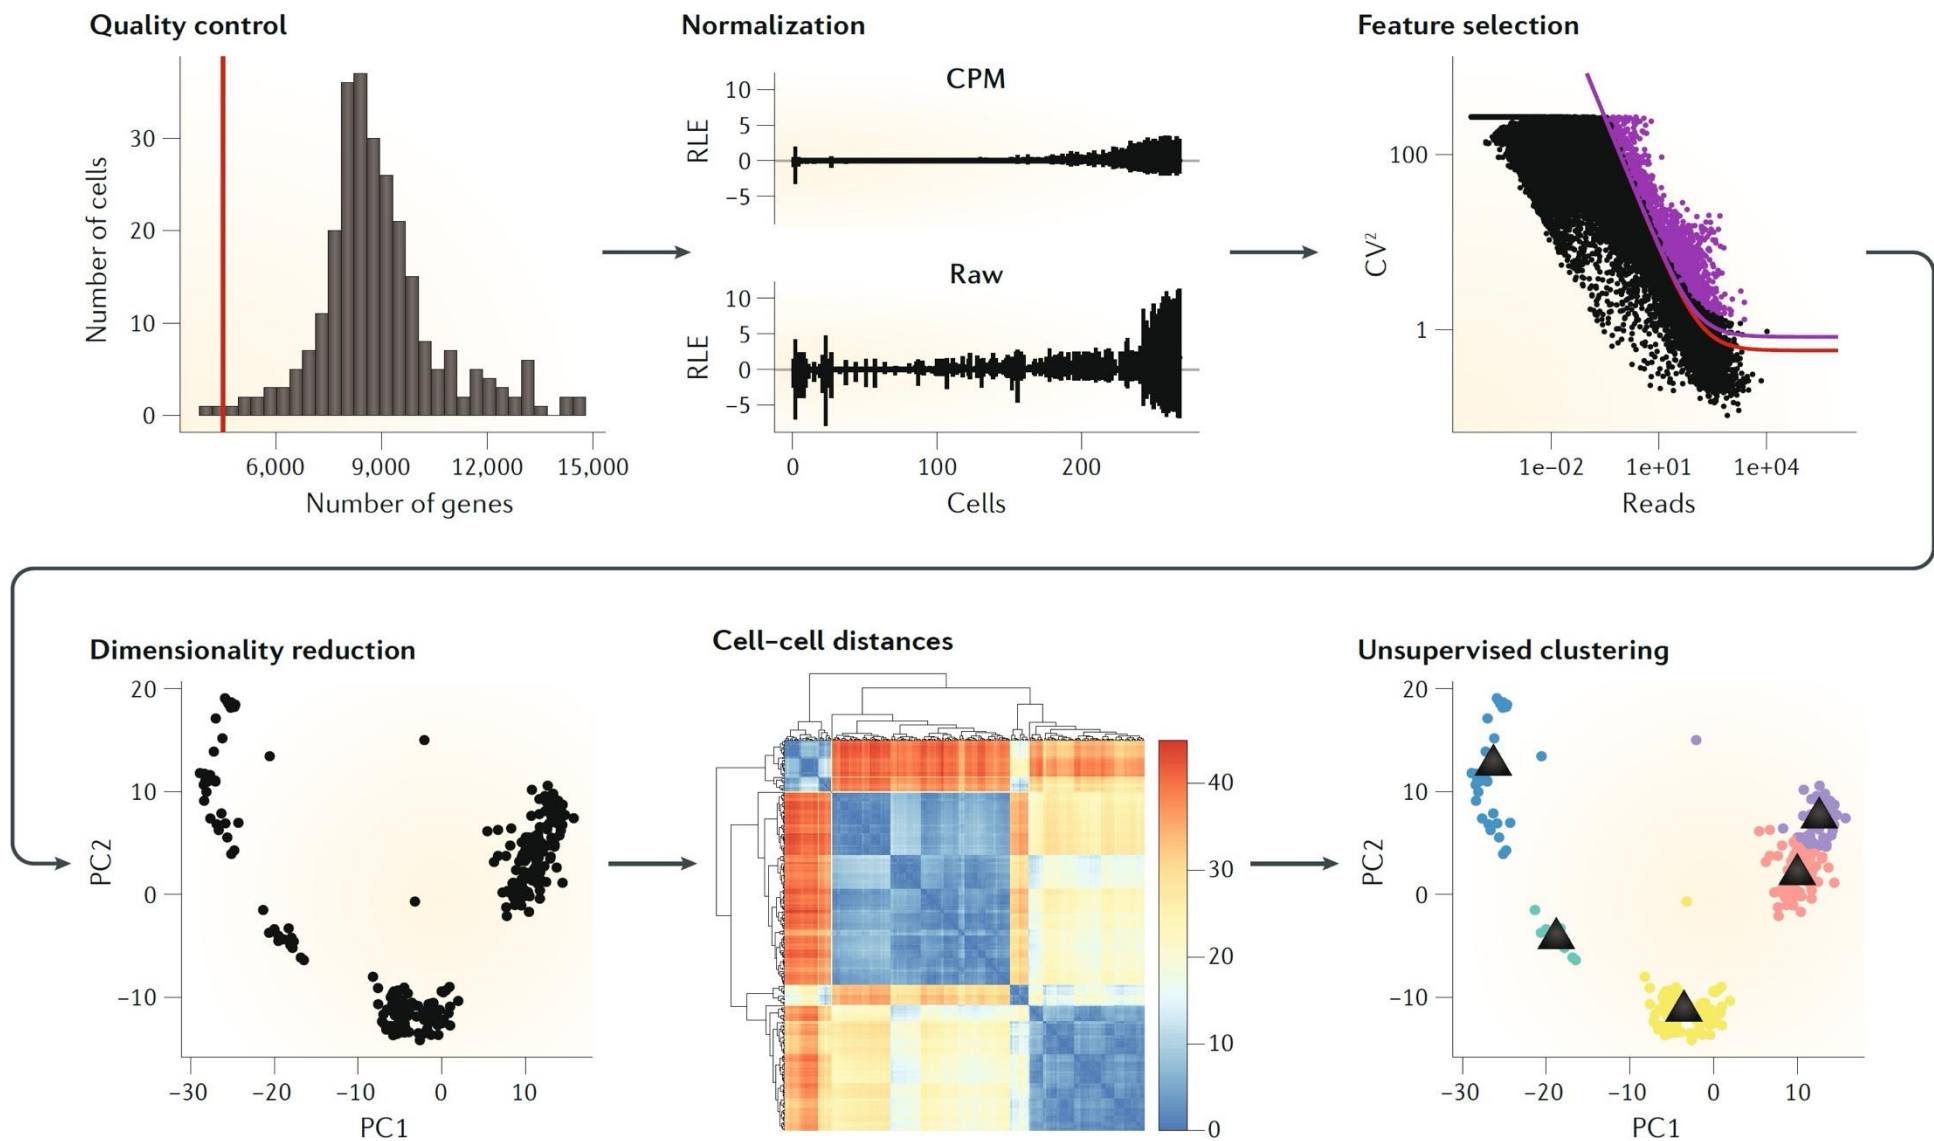 Quality control
Number of cells
30
20
10
0
6,000 9,000 12,000 15,000
Number of genes
Normalization
CPM
RLE
10
5
0
−5
Raw
RLE
10
5
0
−5
0 100 200
Cells
Feature selection
CV²
100
1
1e−02 1e+01 1e+04
Reads
Dimensionality reduction
PC2
20
10
0
−10
−30 −20 −10 0 10
PC1
Cell–cell distances
40
30
20
10
0
Unsupervised clustering
PC2
20
10
0
−10
−30 −20 −10 0 10
PC1